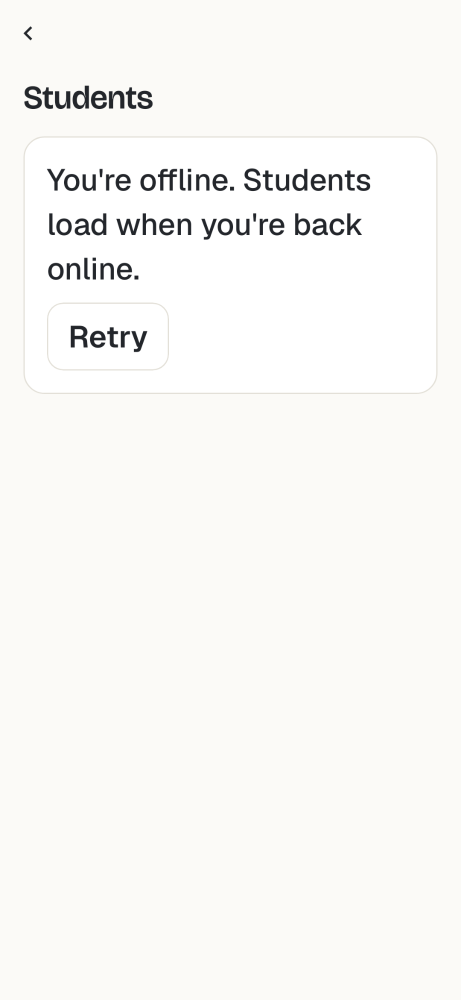 Students
You're offline. Students
load when you're back
online.
Retry